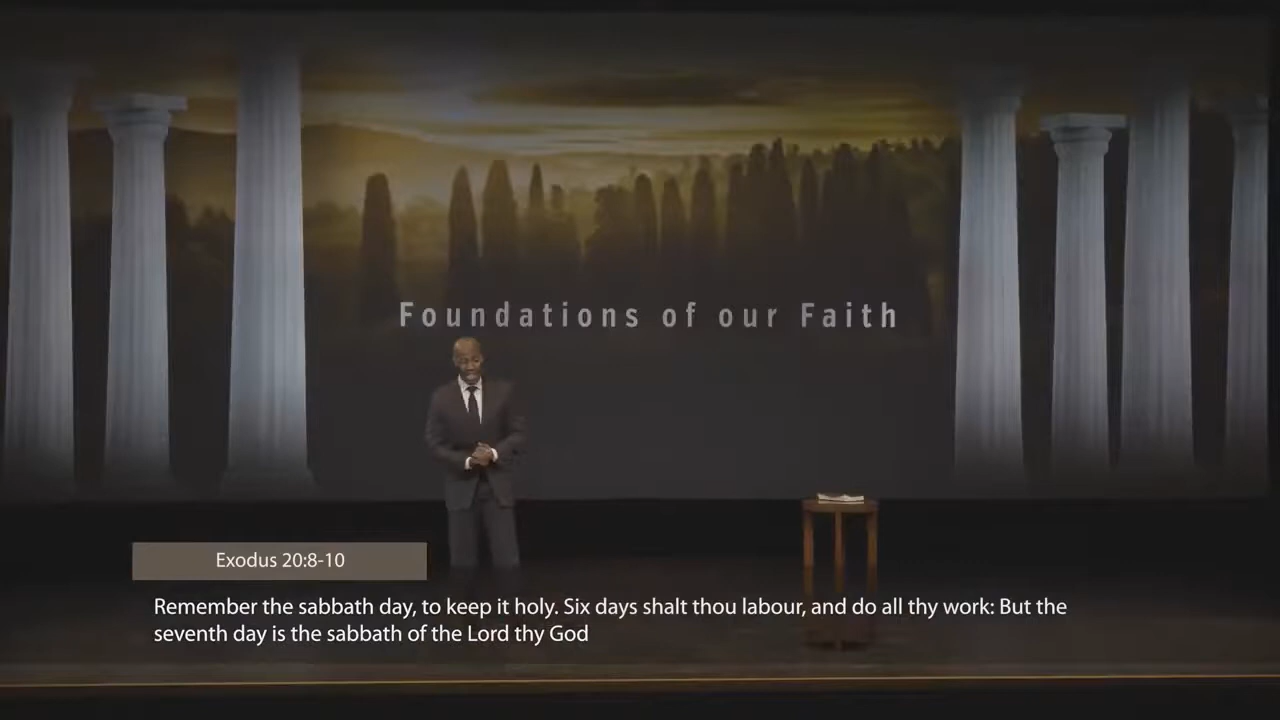 Foundations of our Faith
Exodus 20:8-10
Remember the sabbath day, to keep it holy. Six days shalt thou labour, and do all thy work: But the
seventh day is the sabbath of the Lord thy God